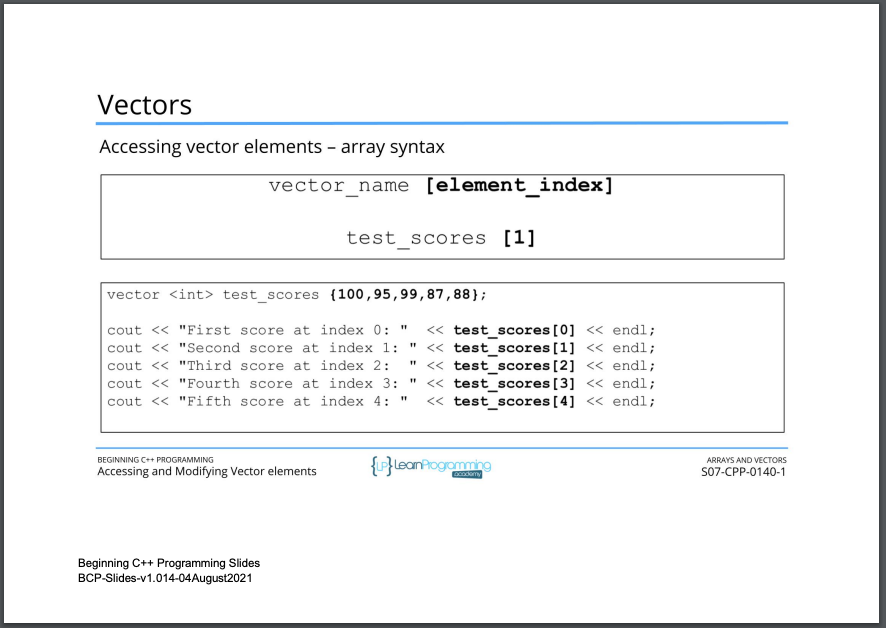 Vectors
Accessing vector elements – array syntax
vector_name [element_index]
test_scores [1]
vector <int> test_scores {100,95,99,87,88};
cout << "First score at index 0: "  << test_scores[0] << endl;
cout << "Second score at index 1: " << test_scores[1] << endl;
cout << "Third score at index 2:  " << test_scores[2] << endl;
cout << "Fourth score at index 3: " << test_scores[3] << endl;
cout << "Fifth score at index 4: "  << test_scores[4] << endl;
BEGINNING C++ PROGRAMMING
Accessing and Modifying Vector elements
{LP} LearnProgramming
academy
ARRAYS AND VECTORS
S07-CPP-0140-1
Beginning C++ Programming Slides
BCP-Slides-v1.014-04August2021